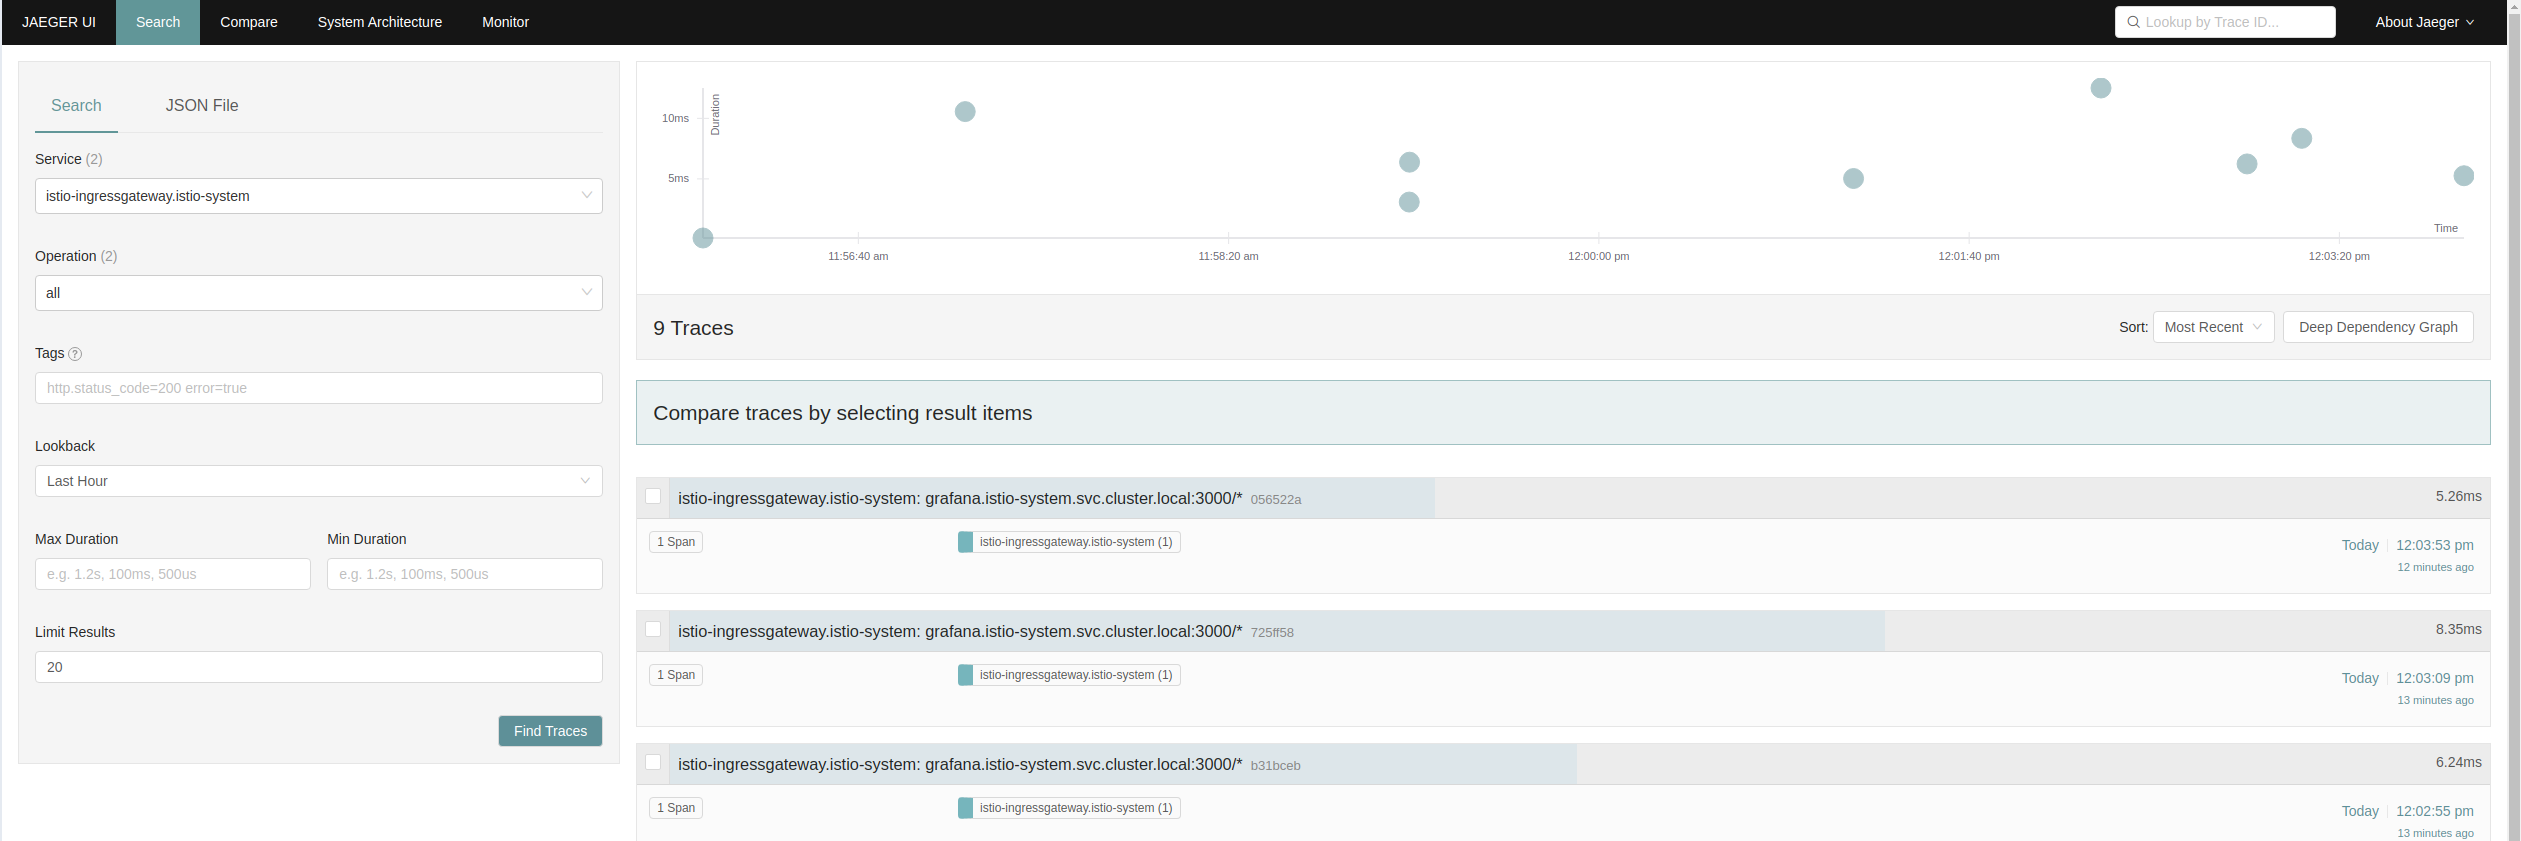 JAEGER UI Search Compare System Architecture Monitor Lookup by Trace ID... About Jaeger
Search JSON File
Service (2)
istio-ingressgateway.istio-system
Operation (2)
all
Tags ?
http.status_code=200 error=true
Lookback
Last Hour
Max Duration Min Duration
e.g. 1.2s, 100ms, 500us e.g. 1.2s, 100ms, 500us
Limit Results
20
Find Traces
Duration
10ms
5ms
Time
11:56:40 am 11:58:20 am 12:00:00 pm 12:01:40 pm 12:03:20 pm
9 Traces Sort: Most Recent Deep Dependency Graph
Compare traces by selecting result items
istio-ingressgateway.istio-system: grafana.istio-system.svc.cluster.local:3000/* 056522a 5.26ms
1 Span istio-ingressgateway.istio-system (1) Today 12:03:53 pm
12 minutes ago
istio-ingressgateway.istio-system: grafana.istio-system.svc.cluster.local:3000/* 725ff58 8.35ms
1 Span istio-ingressgateway.istio-system (1) Today 12:03:09 pm
13 minutes ago
istio-ingressgateway.istio-system: grafana.istio-system.svc.cluster.local:3000/* b31bceb 6.24ms
1 Span istio-ingressgateway.istio-system (1) Today 12:02:55 pm
13 minutes ago